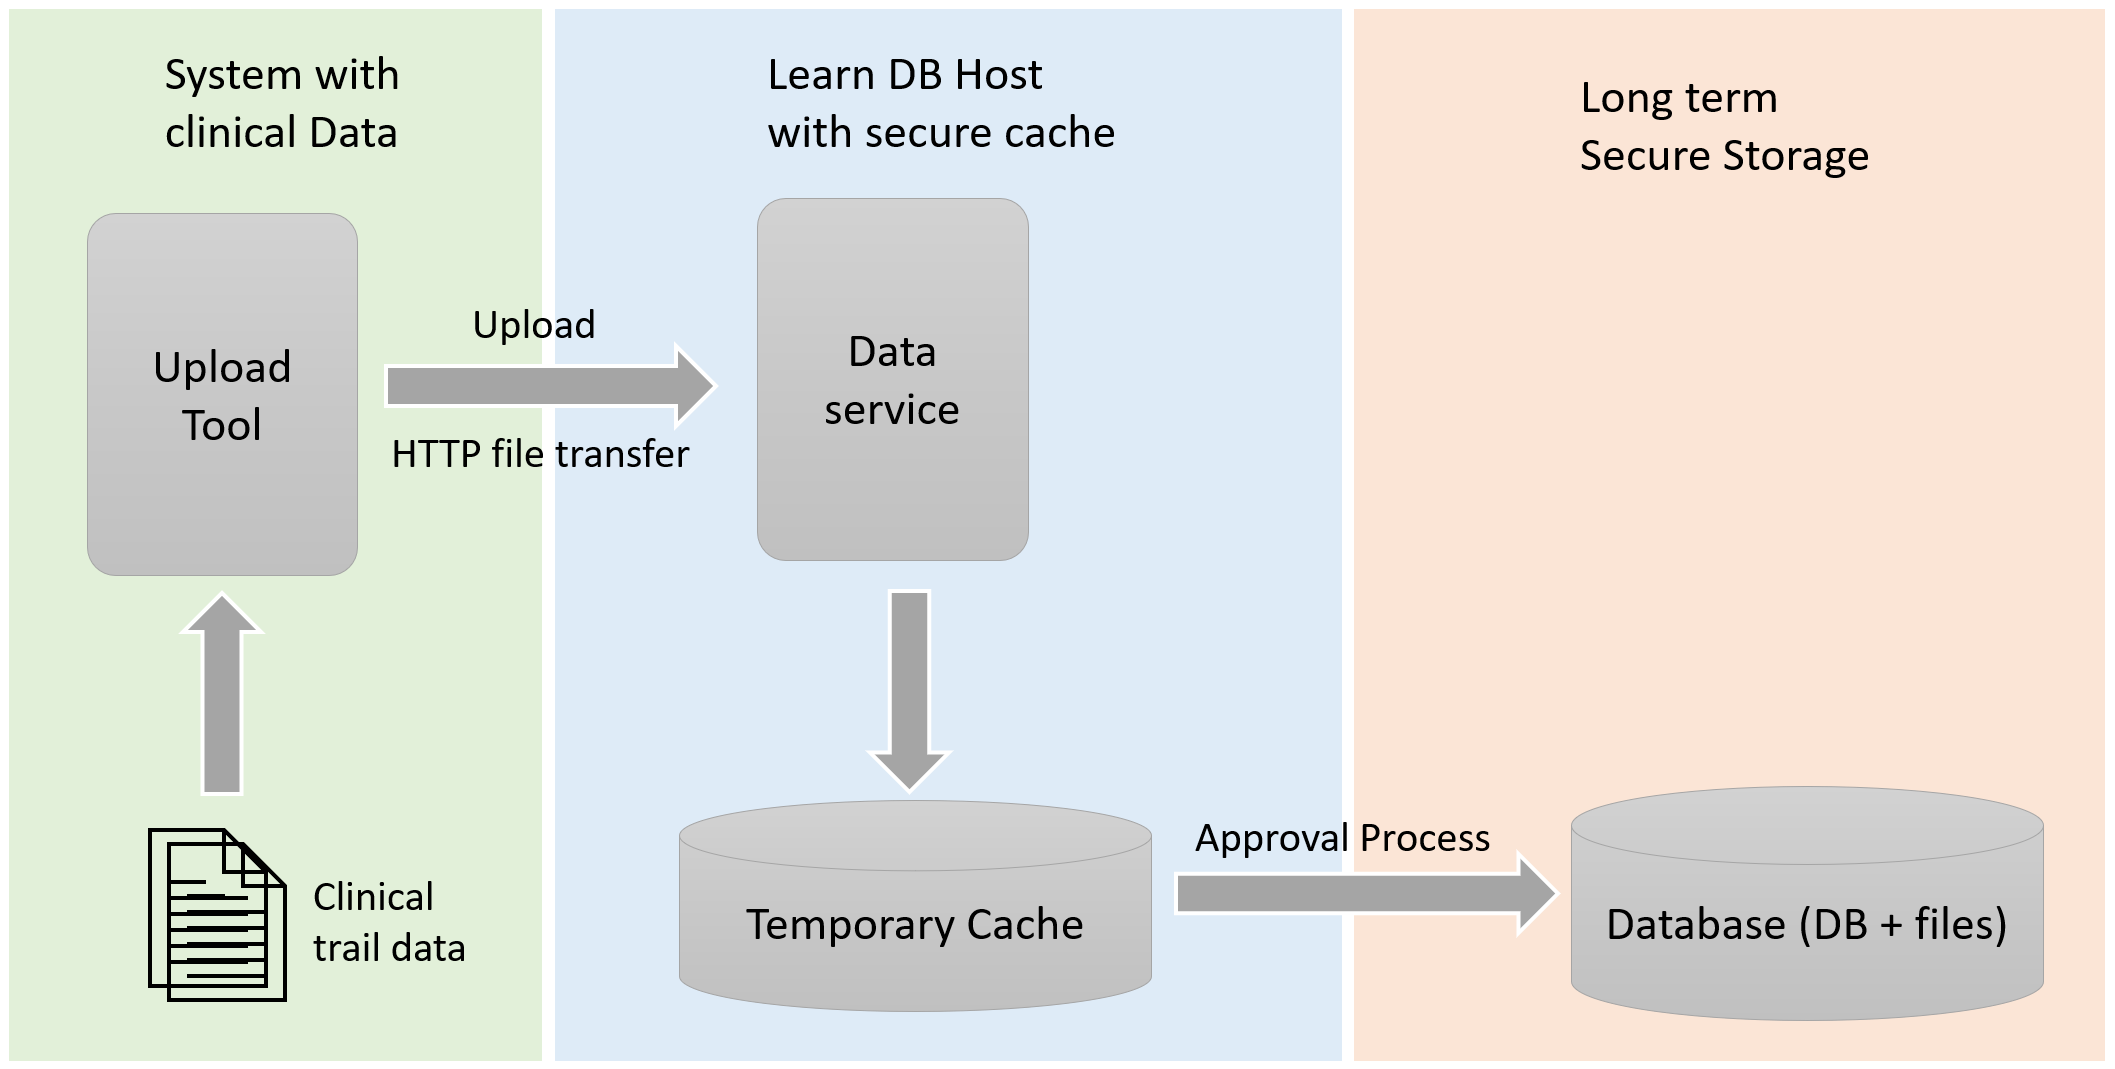 System with
clinical Data
Learn DB Host
with secure cache
Long term
Secure Storage
Upload
Tool
Upload
HTTP file transfer
Data
service
Clinical
trail data
Temporary Cache
Approval Process
Database (DB + files)